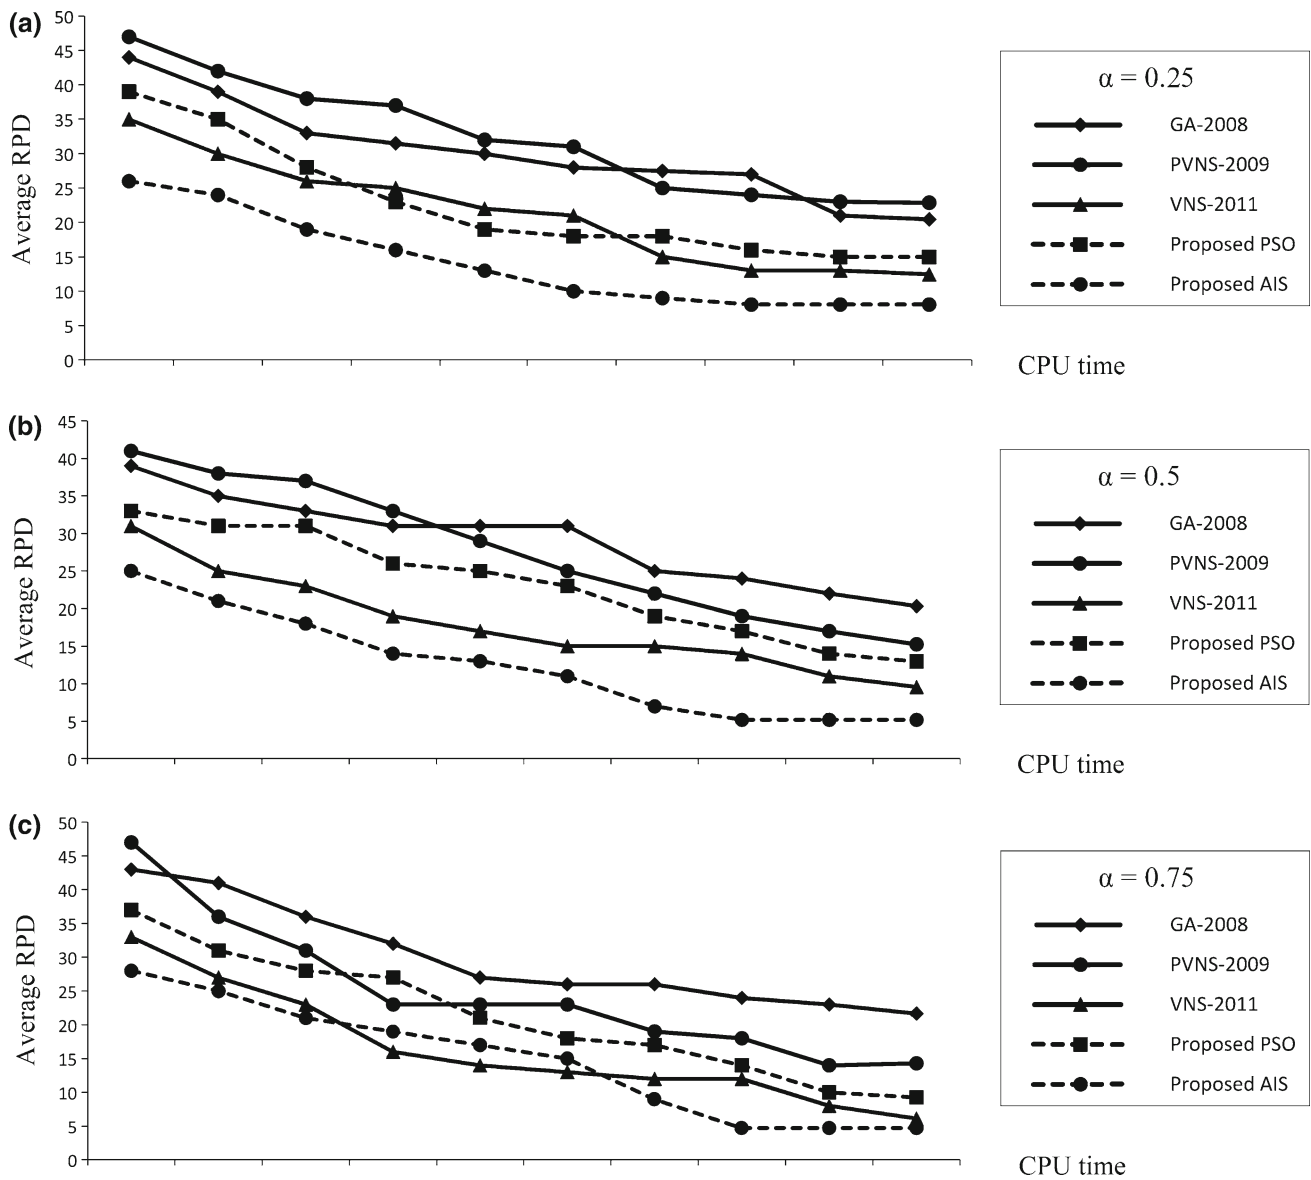 (a)
Average RPD
50
45
40
35
30
25
20
15
10
5
0
α = 0.25
GA-2008
PVNS-2009
VNS-2011
Proposed PSO
Proposed AIS
CPU time
(b)
Average RPD
45
40
35
30
25
20
15
10
5
0
α = 0.5
GA-2008
PVNS-2009
VNS-2011
Proposed PSO
Proposed AIS
CPU time
(c)
Average RPD
50
45
40
35
30
25
20
15
10
5
0
α = 0.75
GA-2008
PVNS-2009
VNS-2011
Proposed PSO
Proposed AIS
CPU time